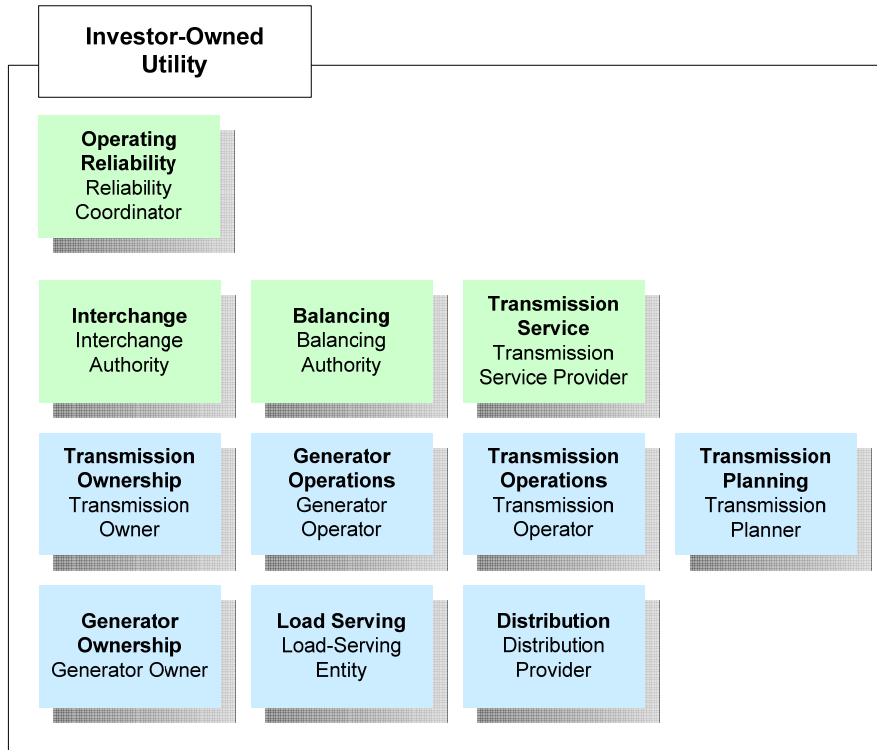 Investor-Owned
Utility
Operating
Reliability
Reliability
Coordinator
Interchange
Interchange
Authority
Balancing
Balancing
Authority
Transmission
Service
Transmission
Service Provider
Transmission
Ownership
Transmission
Owner
Generator
Operations
Generator
Operator
Transmission
Operations
Transmission
Operator
Transmission
Planning
Transmission
Planner
Generator
Ownership
Generator Owner
Load Serving
Load-Serving
Entity
Distribution
Distribution
Provider